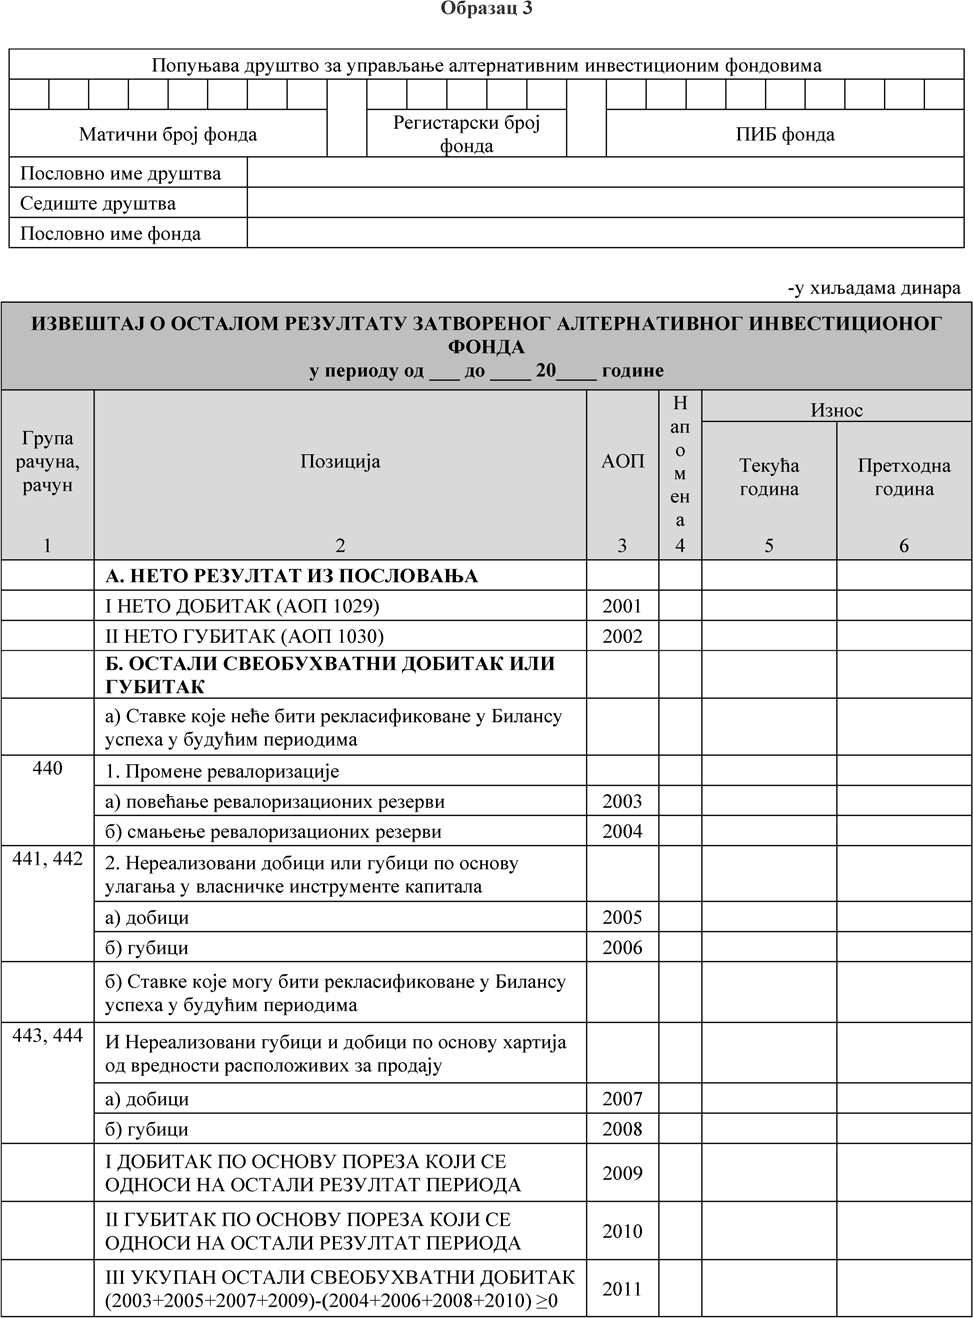 Образац 3
Попуњава друштво за управљање алтернативним инвестиционим фондовима
Матични број фонда
Регистарски број
фонда
ПИБ фонда
Пословно име друштва
Седиште друштва
Пословно име фонда
-у хиљадама динара
ИЗВЕШТАЈ О ОСТАЛОМ РЕЗУЛТАТУ ЗАТВОРЕНОГ АЛТЕРНАТИВНОГ ИНВЕСТИЦИОНОГ
ФОНДА
у периоду од ___ до ____ 20____ године
Група
рачуна,
рачун
Позиција
АОП
Н
ап
о
м
ен
а
Износ
Текућа
година
Претходна
година
1 2 3 4 5 6
А. НЕТО РЕЗУЛТАТ ИЗ ПОСЛОВАЊА
I НЕТО ДОБИТАК (АОП 1029) 2001
II НЕТО ГУБИТАК (АОП 1030) 2002
Б. ОСТАЛИ СВЕОБУХВАТНИ ДОБИТАК ИЛИ
ГУБИТАК
а) Ставке које неће бити рекласификоване у Билансу
успеха у будућим периодима
440 1. Промене ревалоризације
а) повећање ревалоризационих резерви 2003
б) смањење ревалоризационих резерви 2004
441, 442 2. Нереализовани добици или губици по основу
улагања у власничке инструменте капитала
а) добици 2005
б) губици 2006
б) Ставке које могу бити рекласификоване у Билансу
успеха у будућим периодима
443, 444 И Нереализовани губици и добици по основу хартија
од вредности расположивих за продају
а) добици 2007
б) губици 2008
I ДОБИТАК ПО ОСНОВУ ПОРЕЗА КОЈИ СЕ
ОДНОСИ НА ОСТАЛИ РЕЗУЛТАТ ПЕРИОДА 2009
II ГУБИТАК ПО ОСНОВУ ПОРЕЗА КОЈИ СЕ
ОДНОСИ НА ОСТАЛИ РЕЗУЛТАТ ПЕРИОДА 2010
III УКУПАН ОСТАЛИ СВЕОБУХВАТНИ ДОБИТАК
(2003+2005+2007+2009)-(2004+2006+2008+2010) ≥0 2011